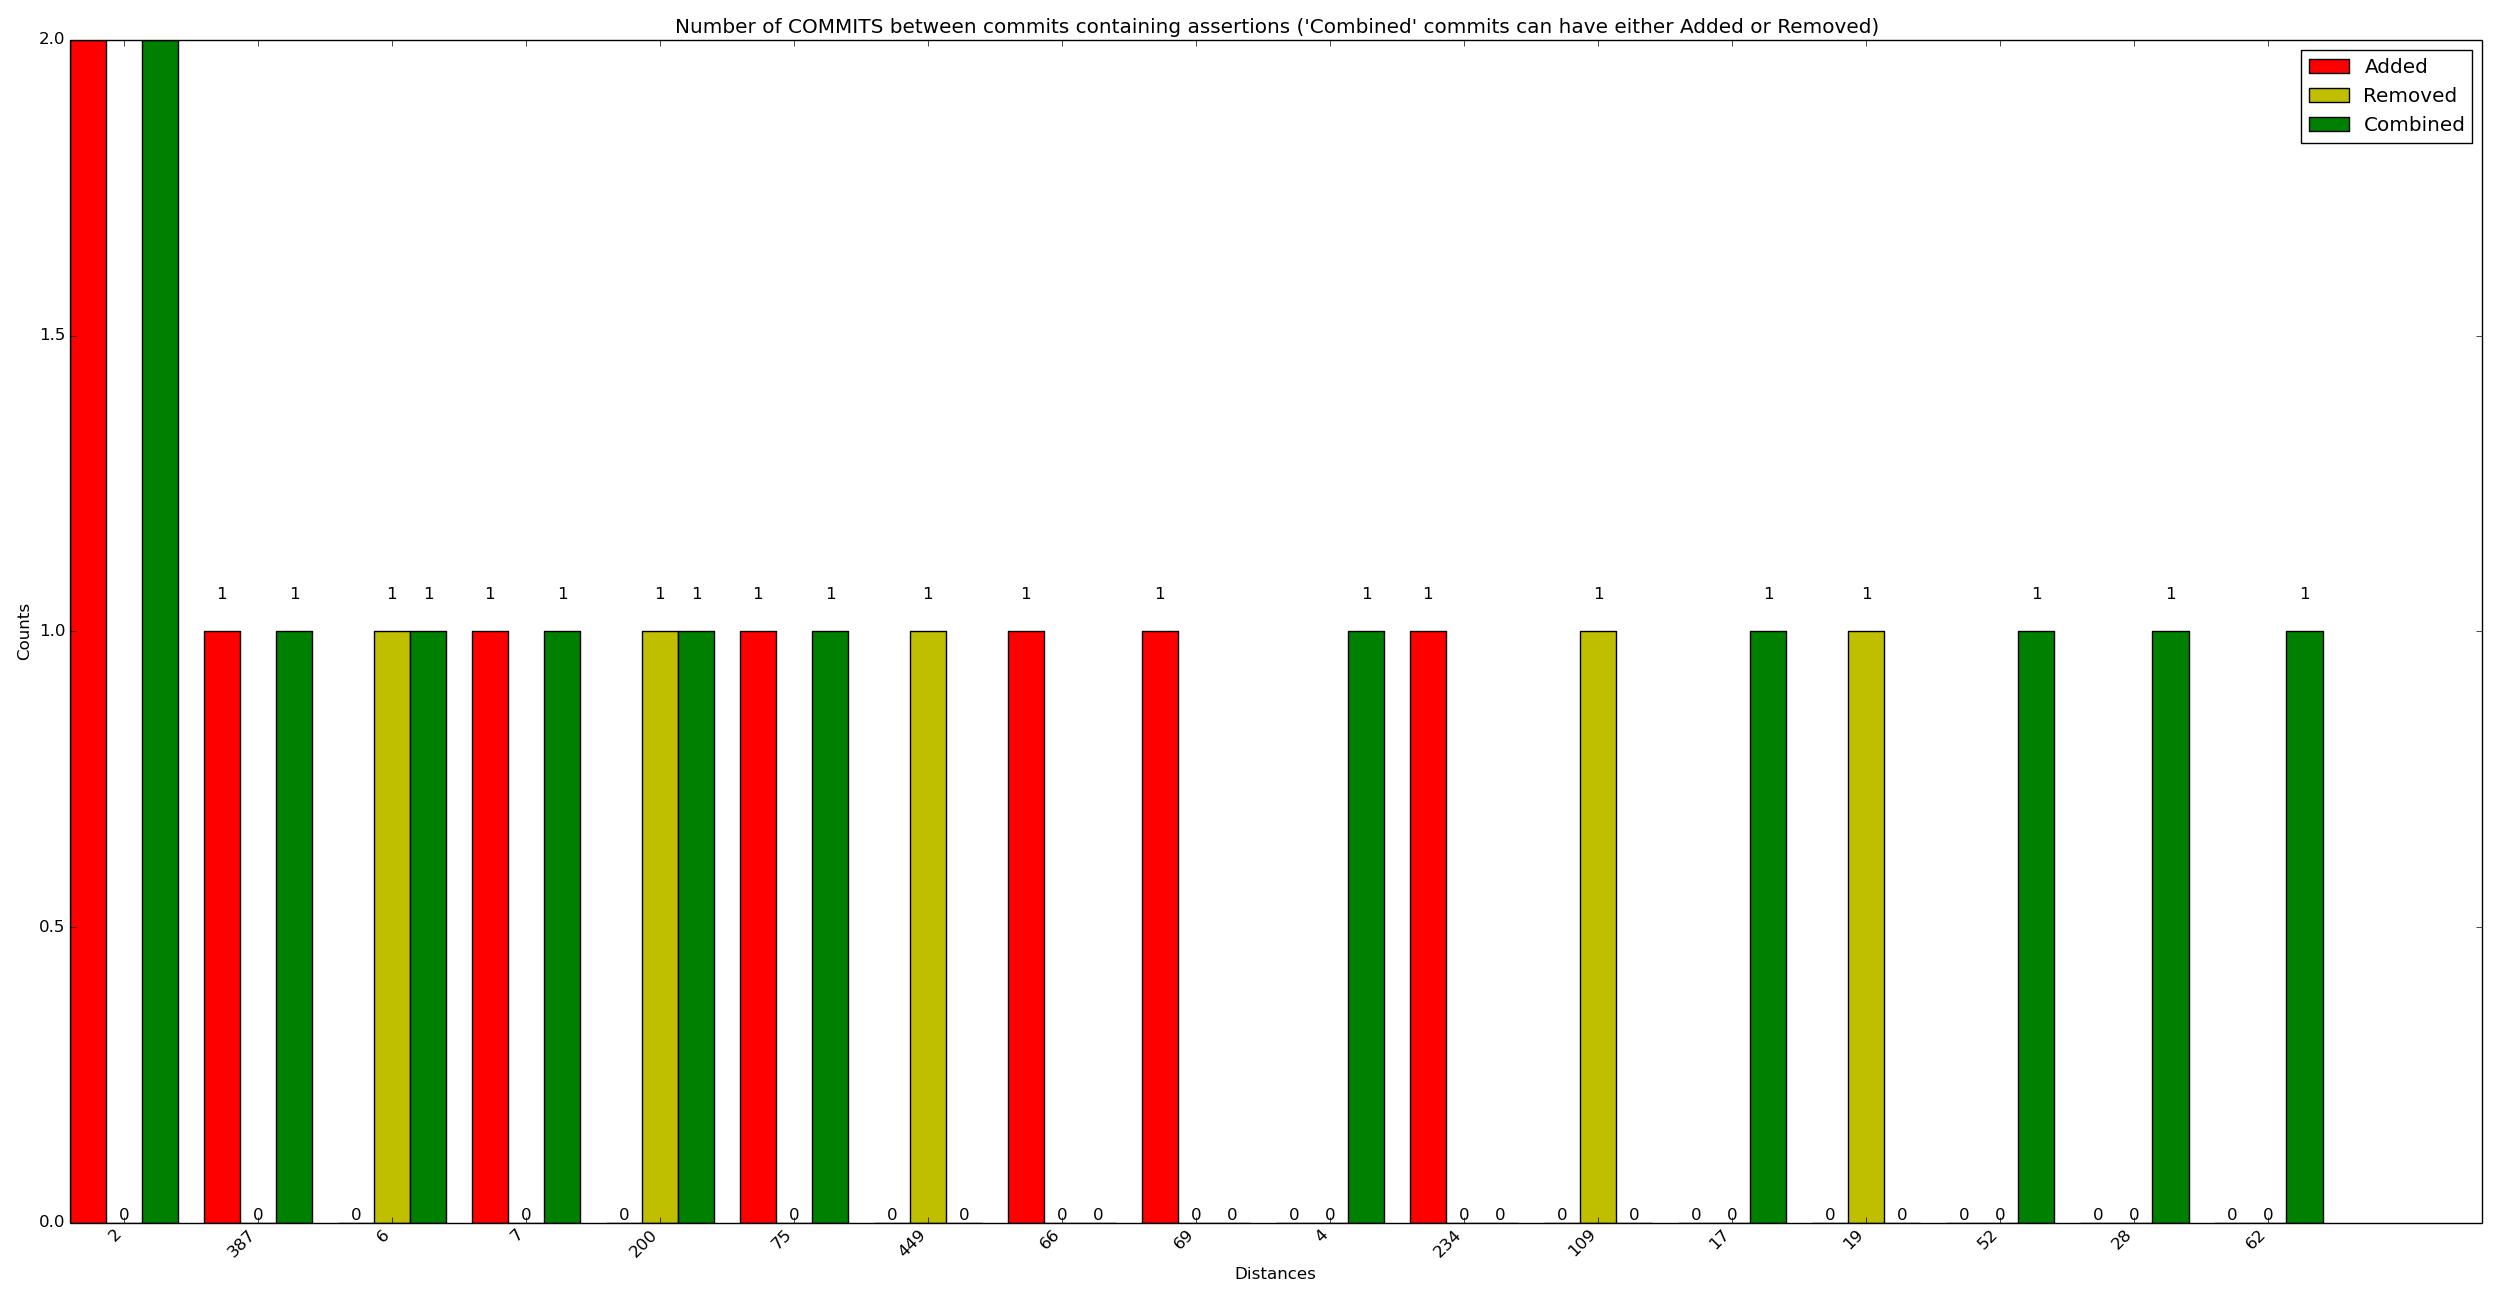 Number of COMMITS between commits containing assertions ('Combined' commits can have either Added or Removed)
2.0
1.5
1.0
0.5
0.0
Counts
Added
Removed
Combined
1 1 1 1 1 1 1 1 1 1 1 1 1 1 1 1 1 1 1 1 1
0 0 0 0 0 0 0 0 0 0 0 0 0 0 0 0 0 0 0 0 0 0 0 0 0 0 0 0
2 387 6 7 200 75 449 66 69 4 234 109 17 19 52 28 62
Distances